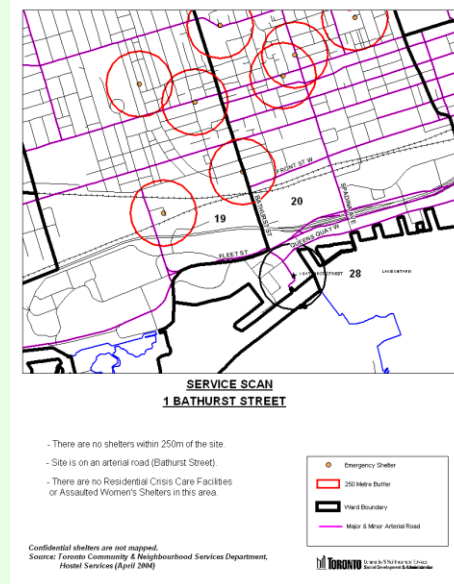 FRONT ST W
BATHURST ST
SPADINA AVE
19
20
QUEENS QUAY W
FLEET ST
28
SERVICE SCAN
1 BATHURST STREET
- There are no shelters within 250m of the site.
- Site is on an arterial road (Bathurst Street).
- There are no Residential Crisis Care Facilities
or Assaulted Women's Shelters in this area.
Emergency Shelter
250 Metre Buffer
Ward Boundary
Major & Minor Arterial Road
Confidential shelters are not mapped.
Source: Toronto Community & Neighbourhood Services Department,
Hostel Services (April 2004)
TORONTO